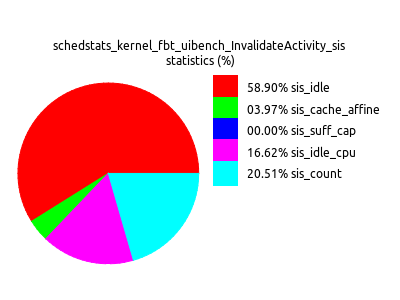 schedstats_kernel_fbt_uibench_InvalidateActivity_sis
statistics (%)
58.90% sis_idle
03.97% sis_cache_affine
00.00% sis_suff_cap
16.62% sis_idle_cpu
20.51% sis_count